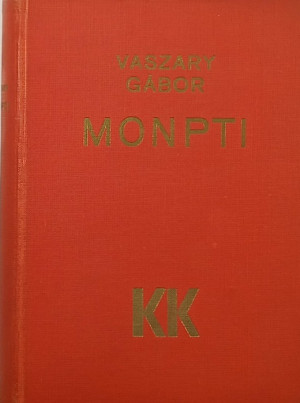 VASZARY
GÁBOR
MONPTI
KK